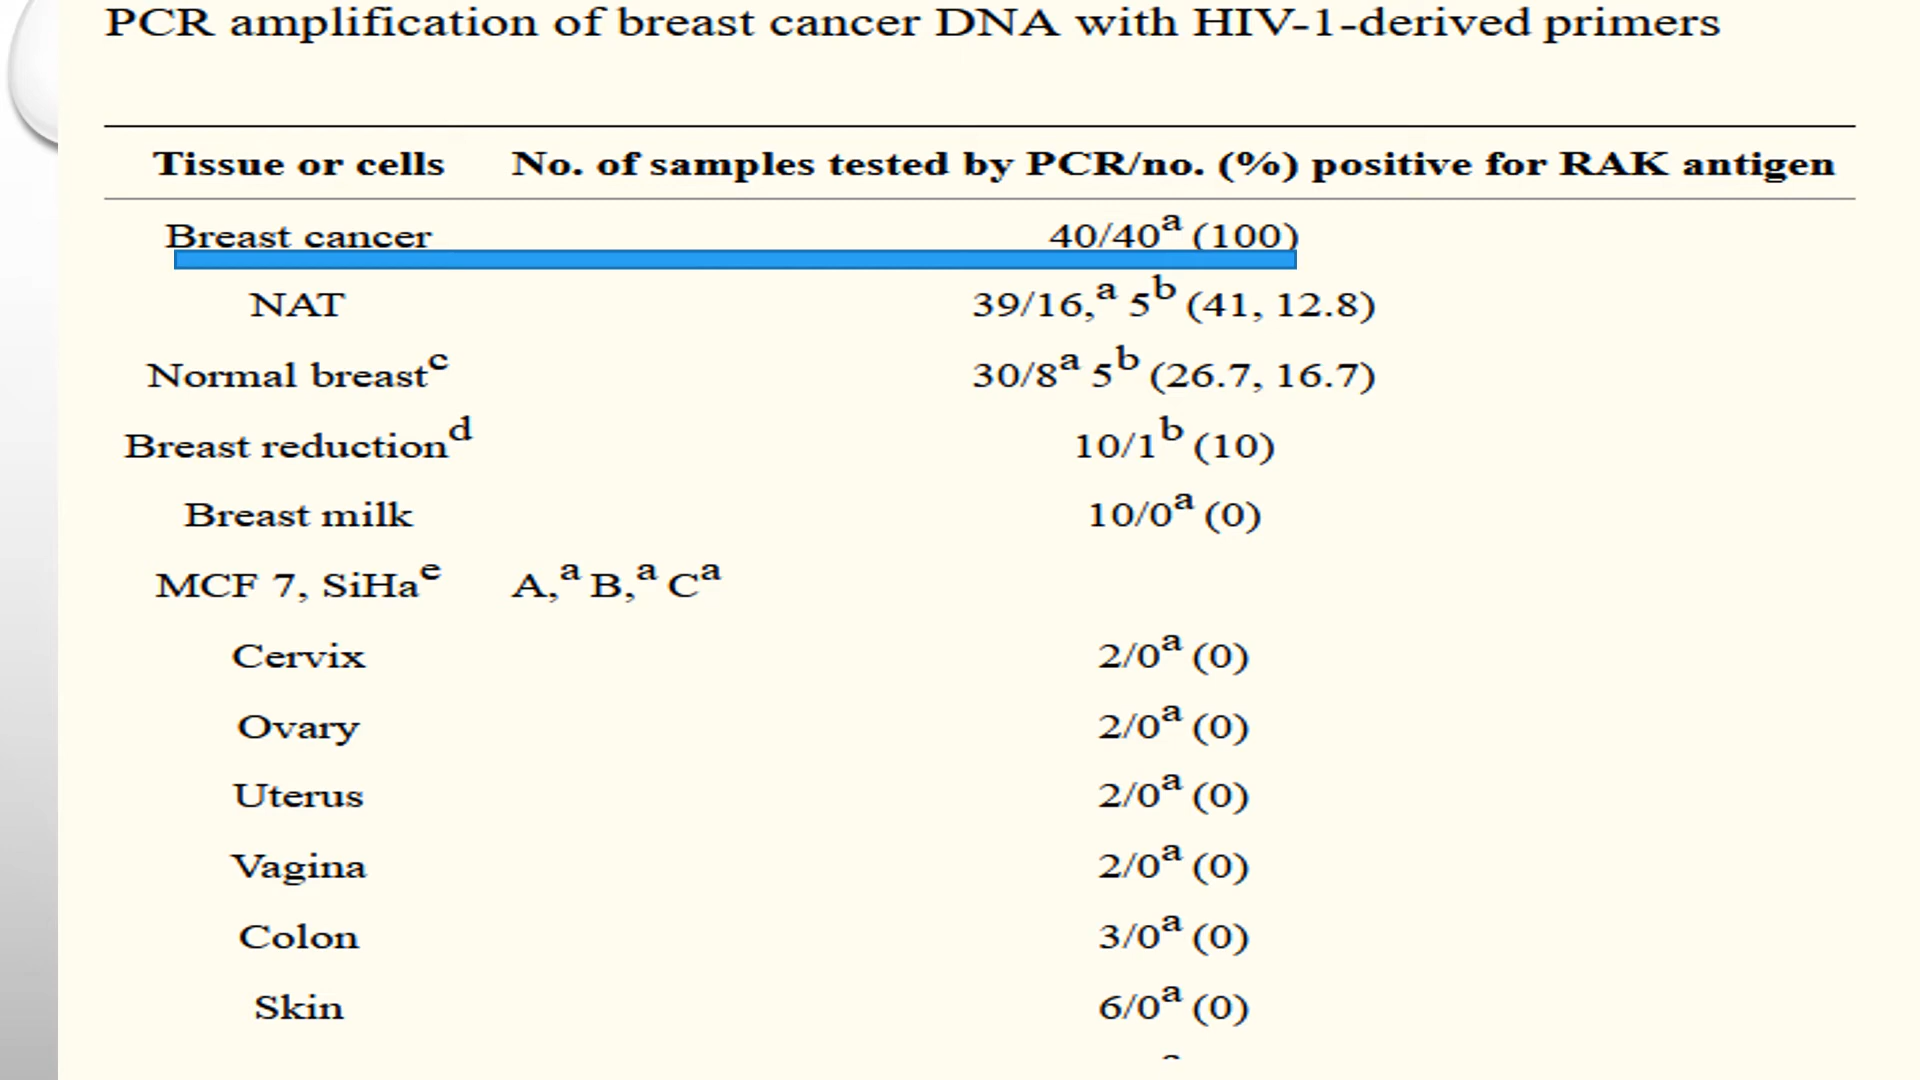 PCR amplification of breast cancer DNA with HIV-1-derived primers
Tissue or cells No. of samples tested by PCR/no. (%) positive for RAK antigen
Breast cancer 40/40a (100)
NAT 39/16,a 5b (41, 12.8)
Normal breastc 30/8a 5b (26.7, 16.7)
Breast reductiond 10/1b (10)
Breast milk 10/0a (0)
MCF 7, SiHae A,a B,a Ca
Cervix 2/0a (0)
Ovary 2/0a (0)
Uterus 2/0a (0)
Vagina 2/0a (0)
Colon 3/0a (0)
Skin 6/0a (0)